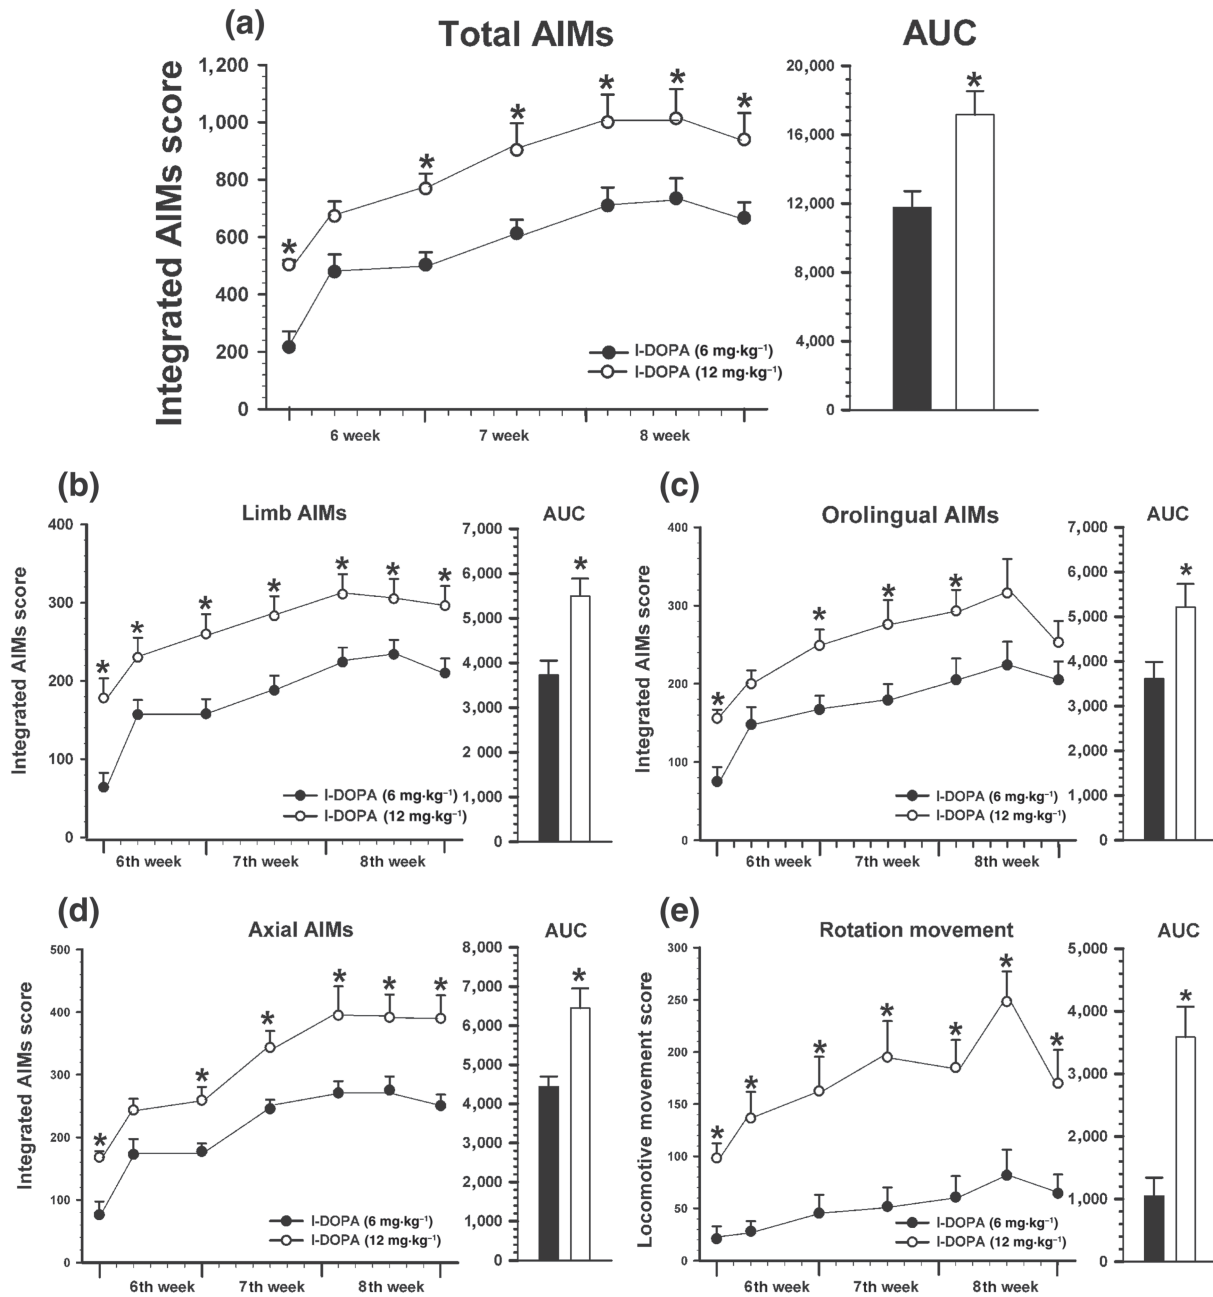 (a)
Total AIMs
AUC
Integrated AIMs score
1,200
1,000
800
600
400
200
0
* * * * * *
l-DOPA (6 mg·kg⁻¹)
l-DOPA (12 mg·kg⁻¹)
6 week 7 week 8 week
20,000
16,000
12,000
8,000
4,000
0
*
(b)
Limb AIMs
AUC
Integrated AIMs score
400
300
200
100
0
* * * * * * *
l-DOPA (6 mg·kg⁻¹)
l-DOPA (12 mg·kg⁻¹)
6th week 7th week 8th week
7,000
6,000
5,000
4,000
3,000
2 000
1,000
0
*
(c)
Orolingual AIMs
AUC
Integrated AIMs score
400
300
200
100
0
* * * *
l-DOPA (6 mg·kg⁻¹)
l-DOPA (12 mg·kg⁻¹)
6th week 7th week 8th week
7,000
6,000
5,000
4,000
3,000
2,000
1,000
0
*
(d)
Axial AIMs
AUC
Integrated AIMs score
500
400
300
200
100
0
* * * * * *
l-DOPA (6 mg·kg⁻¹)
l-DOPA (12 mg·kg⁻¹)
6th week 7th week 8th week
8,000
7,000
6,000
5,000
4,000
3,000
2,000
1,000
0
*
(e)
Rotation movement
AUC
Locomotive movement score
300
250
200
150
100
50
0
* * * * * * *
l-DOPA (6 mg·kg⁻¹)
l-DOPA (12 mg·kg⁻¹)
6th week 7th week 8th week
5,000
4,000
3,000
2,000
1,000
0
*